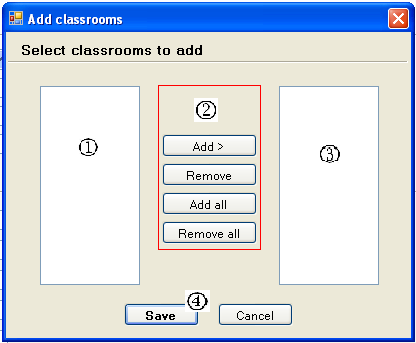 Add classrooms
Select classrooms to add
①
②
③
Add >
Remove
Add all
Remove all
④
Save
Cancel